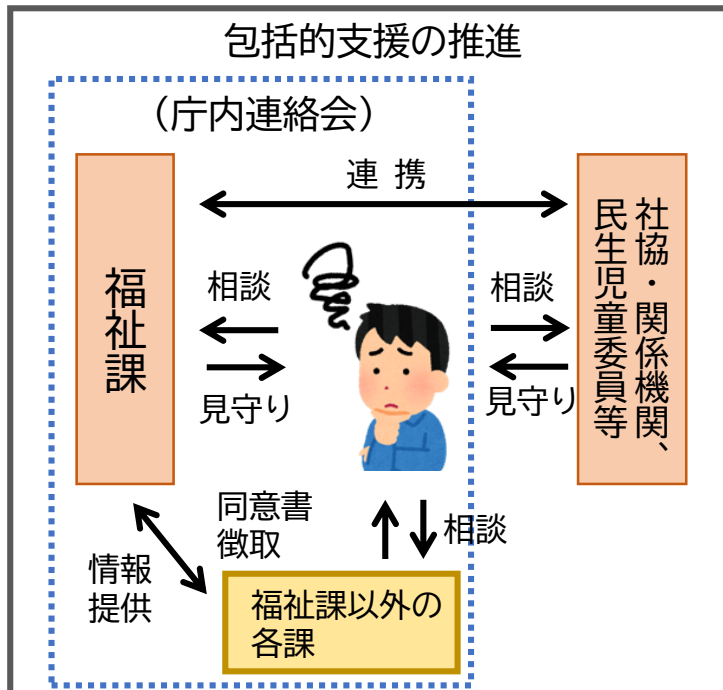 包括的支援の推進
（庁内連絡会）
連 携
福祉課
相談
見守り
相談
見守り
社協・関係機関、
民生児童委員等
同意書
徴取
相談
情報
提供
福祉課以外の
各課